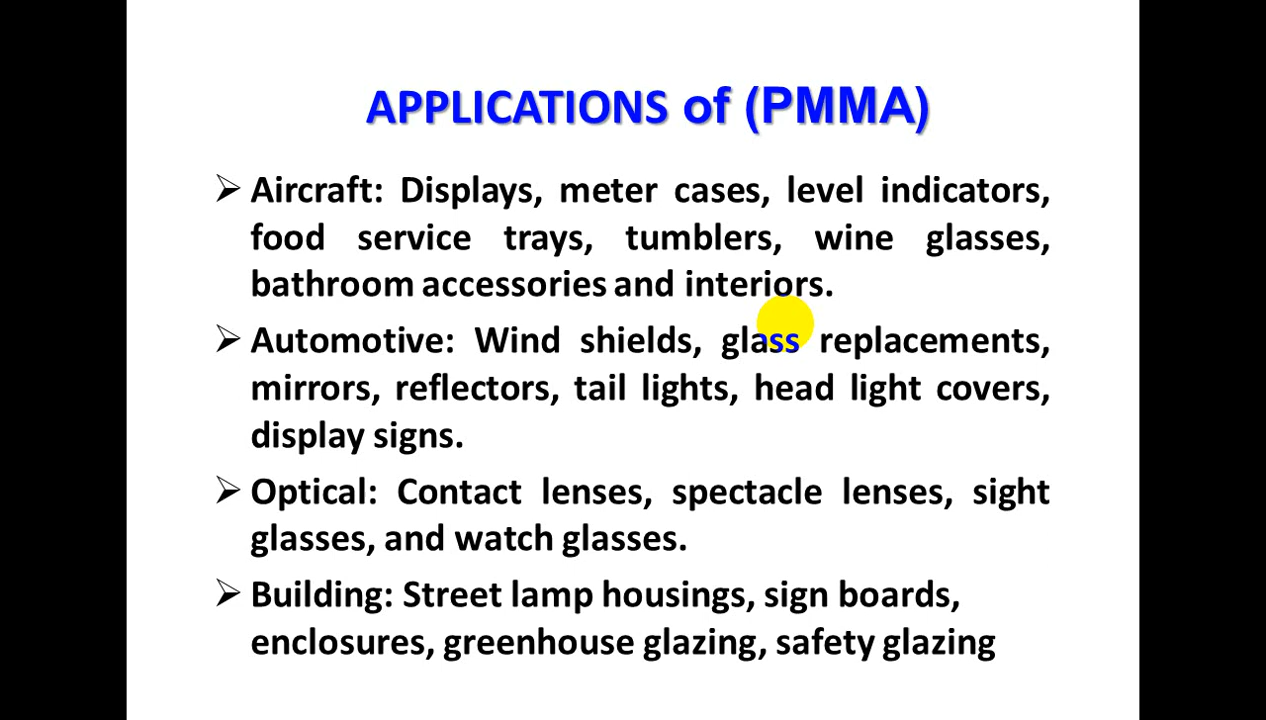 APPLICATIONS of (PMMA)
➢ Aircraft: Displays, meter cases, level indicators,
food service trays, tumblers, wine glasses,
bathroom accessories and interiors.
➢ Automotive: Wind shields, glass replacements,
mirrors, reflectors, tail lights, head light covers,
display signs.
➢ Optical: Contact lenses, spectacle lenses, sight
glasses, and watch glasses.
➢ Building: Street lamp housings, sign boards,
enclosures, greenhouse glazing, safety glazing